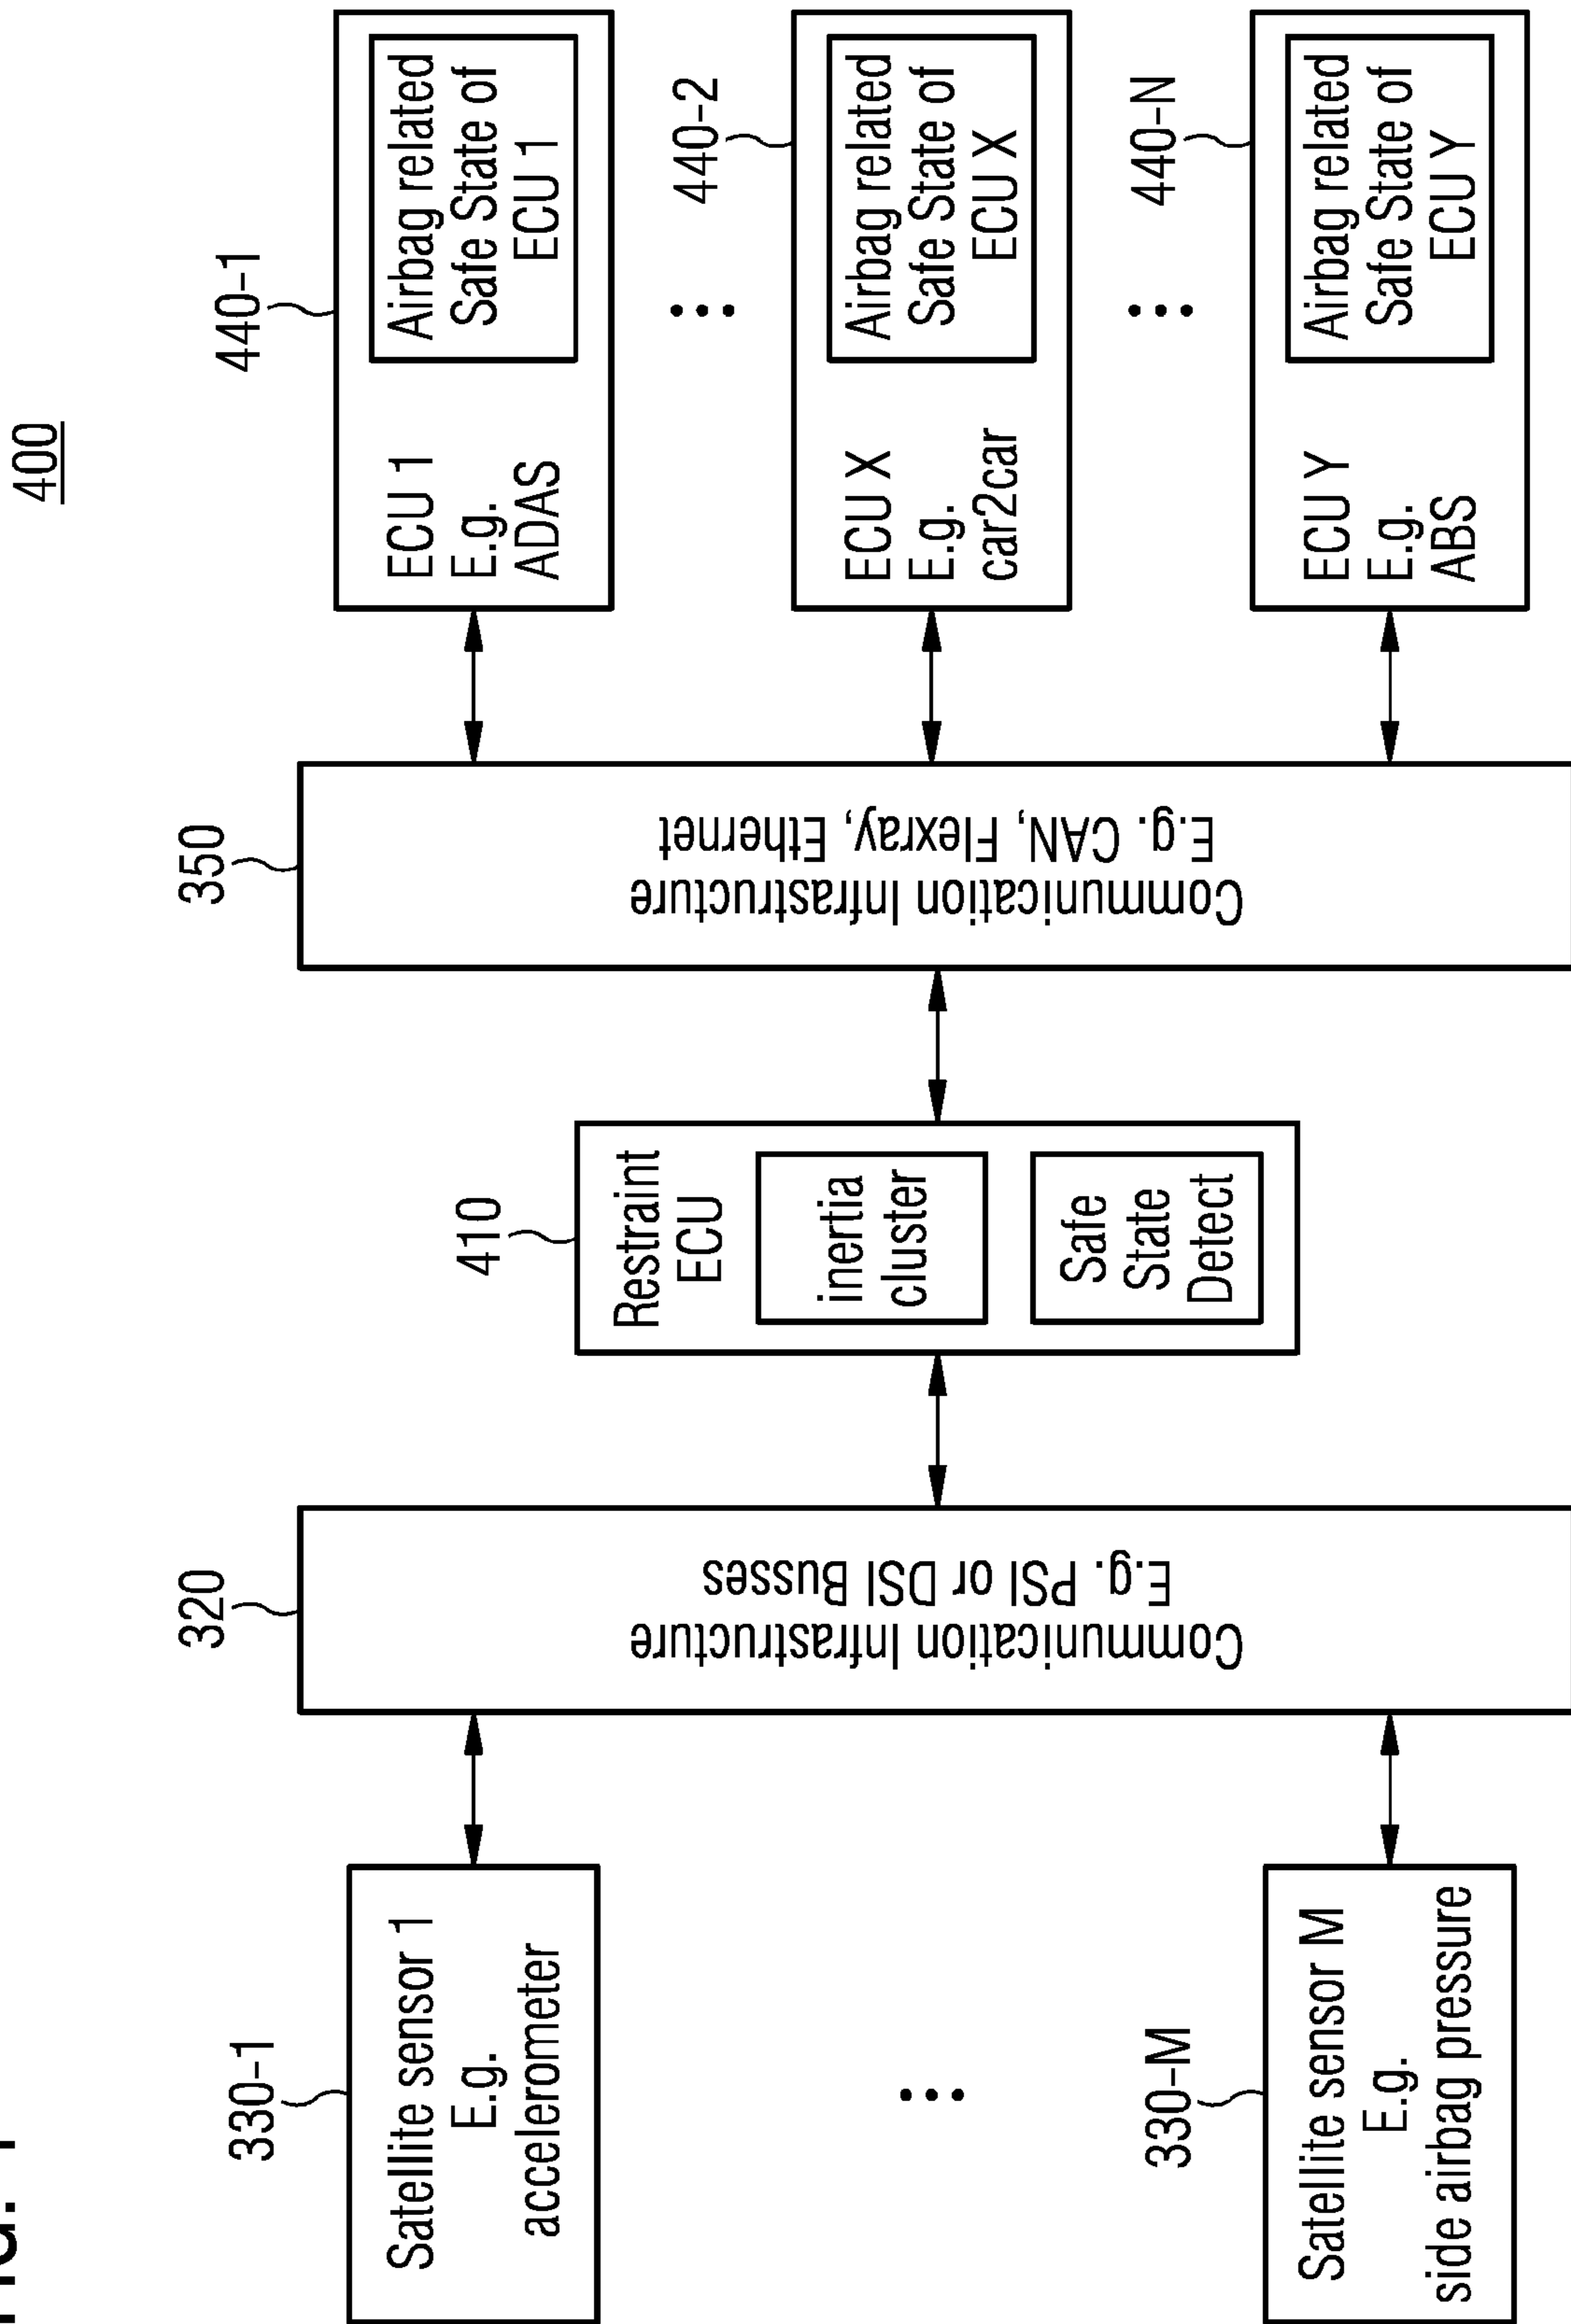 400
330-1
Satellite sensor 1
E.g.
accelerometer
330-M
Satellite sensor M
E.g.
side airbag pressure
320
Communication Infrastructure
E.g. PSI or DSI Busses
410
Restraint
ECU
inertia
cluster
Safe
State
Detect
350
Communication Infrastructure
E.g. CAN, Flexray, Ethernet
440-1
ECU 1
E.g.
ADAS
Airbag related
Safe State of
ECU 1
440-2
ECU X
E.g.
car2car
Airbag related
Safe State of
ECU X
440-N
ECU Y
E.g.
ABS
Airbag related
Safe State of
ECU Y